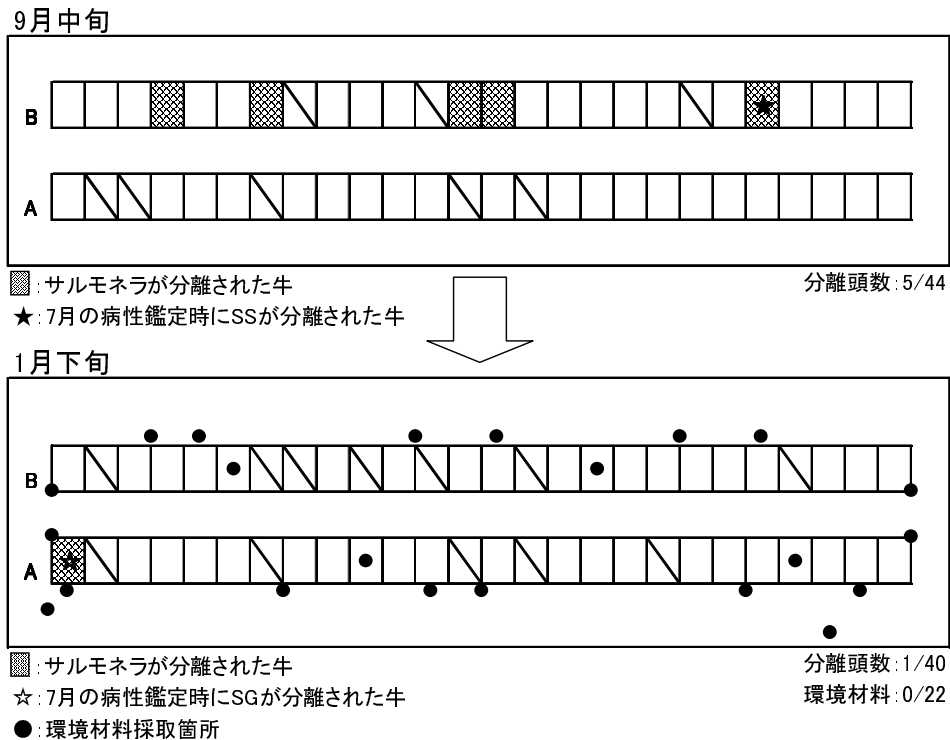 9月中旬
B
★
A
:サルモネラが分離された牛
分離頭数:5/44
★:7月の病性鑑定時にSSが分離された牛
1月下旬
B
A
☆
:サルモネラが分離された牛
分離頭数:1/40
☆:7月の病性鑑定時にSGが分離された牛
環境材料:0/22
●:環境材料採取箇所